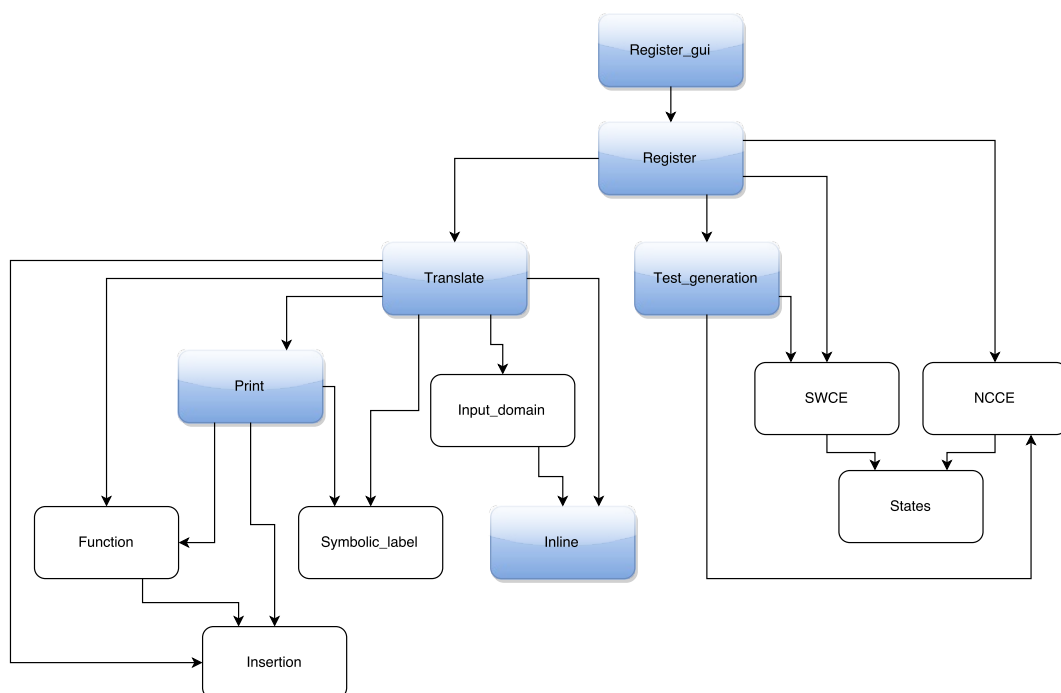 Register_gui
Register
Translate
Test_generation
Print
Input_domain
SWCE
NCCE
States
Function
Symbolic_label
Inline
Insertion